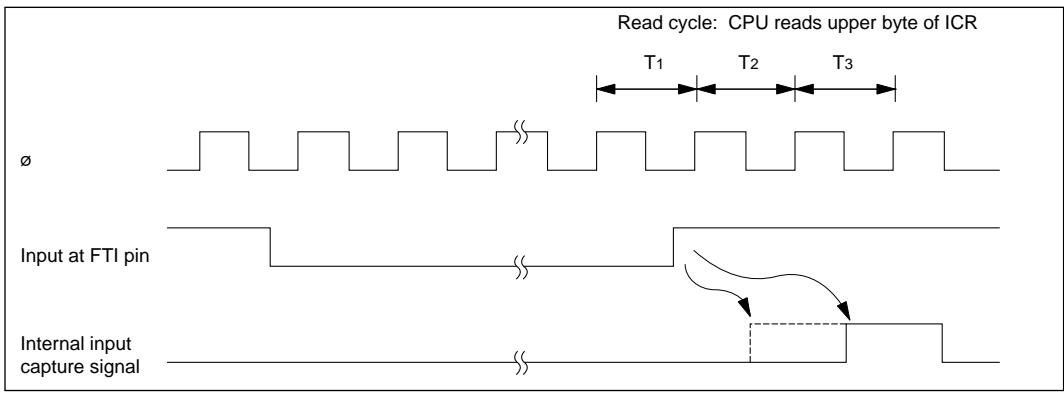 Read cycle: CPU reads upper byte of ICR
T1 T2 T3
ø
Input at FTI pin
Internal input
capture signal